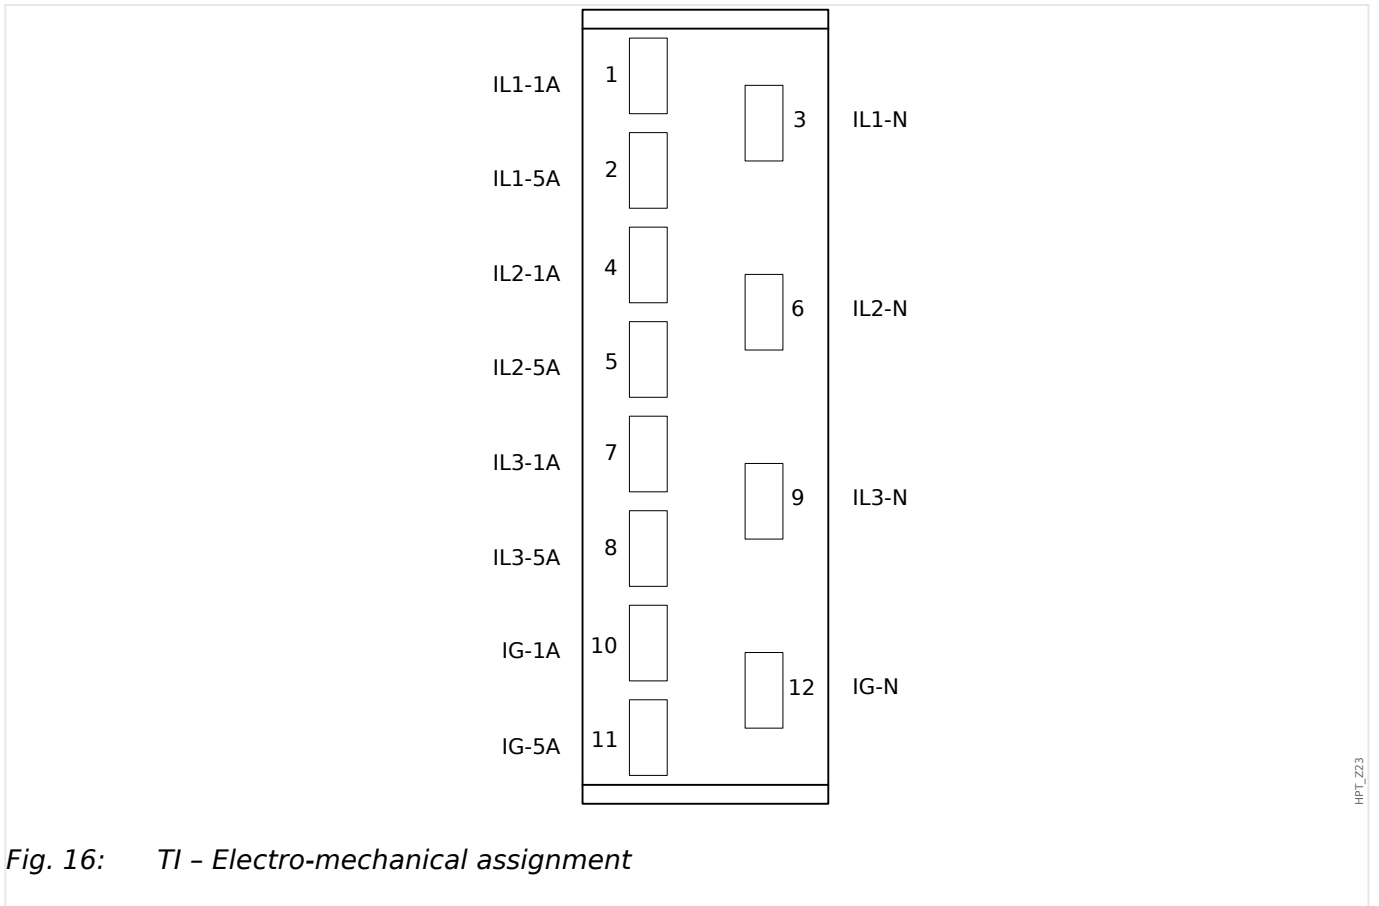 IL1-1A 1
3 IL1-N
IL1-5A 2
IL2-1A 4
6 IL2-N
IL2-5A 5
IL3-1A 7
9 IL3-N
IL3-5A 8
IG-1A 10
12 IG-N
IG-5A 11
HPT_Z23
Fig. 16: TI – Electro-mechanical assignment